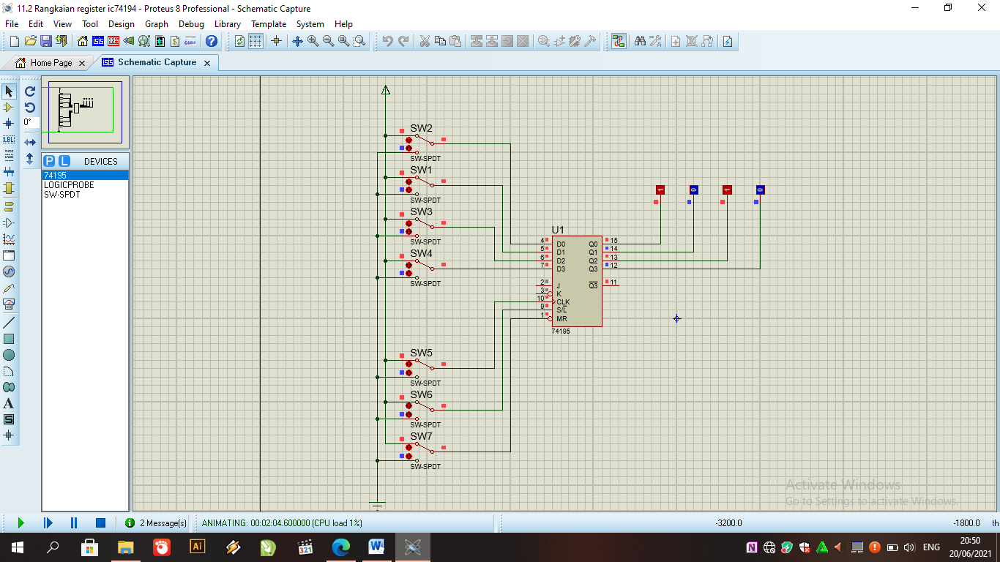 11.2 Rangkaian register ic74194 - Proteus 8 Professional - Schematic Capture
File Edit View Tool Design Graph Debug Library Template System Help
Home Page
Schematic Capture
0°
LBL
P L DEVICES
74195
LOGICPROBE
SW-SPDT
SW2
SW-SPDT
SW1
SW-SPDT
SW3
SW-SPDT
SW4
SW-SPDT
SW5
SW-SPDT
SW6
SW-SPDT
SW7
SW-SPDT
1 0 1 0
U1
4 D0 Q0 15
5 D1 Q1 14
6 D2 Q2 13
7 D3 Q3 12
2 J Q3 11
3 K
10 CLK
9 S/L
1 MR
74195
Activate Windows
Go to Settings to activate Windows.
2 Message(s)
ANIMATING: 00:02:04.600000 (CPU load 1%)
-3200.0
-1800.0
th
Ai
321
ENG
20:50
20/06/2021